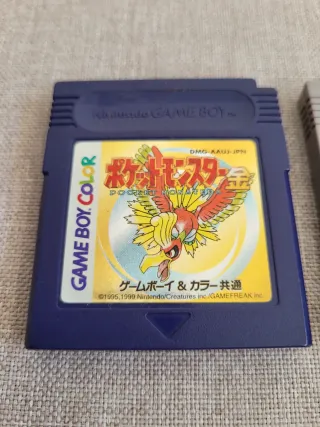 Nintendo GAME BOY™
DMG-AAUJ-JPN
ポケットモンスター金
POCKET MONSTERS
GAME BOY COLOR
ゲームボーイ & カラー共通
©1995,1999 Nintendo/Creatures inc./GAMEFREAK inc.